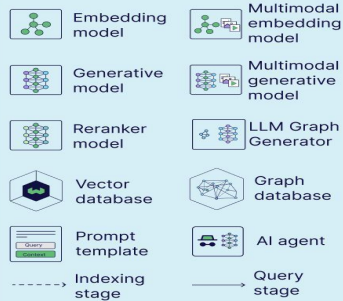 Embedding
model
Multimodal
embedding
model
Generative
model
Multimodal
generative
model
Reranker
model
LLM Graph
Generator
Vector
database
Graph
database
Query
Context
Prompt
template
AI agent
Indexing
stage
Query
stage